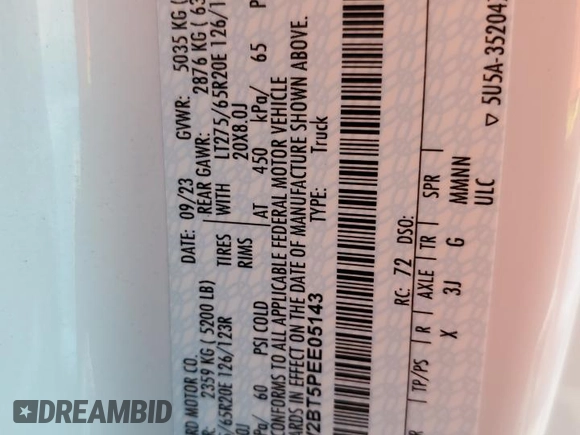 RD MOTOR CO.
DATE: 09/23 GVWR: 5035 KG (
R: 2359 KG ( 5200 LB) REAR GAWR: 2876 KG ( 63
/65R20E 126/123R TIRES WITH LT275/65R20E 126/1
J RIMS 20X8.0J
Pa/ 60 PSI COLD AT 450 kPa/ 65 P
CONFORMS TO ALL APPLICABLE FEDERAL MOTOR VEHICLE
ARDS IN EFFECT ON THE DATE OF MANUFACTURE SHOWN ABOVE.
2BT5PEE05143 TYPE: Truck
RC: 72 DSO:
TP/PS R AXLE TR SPR
X 3J G MMNNN
ULC ▽ 5U5A-35204
DREAMBID